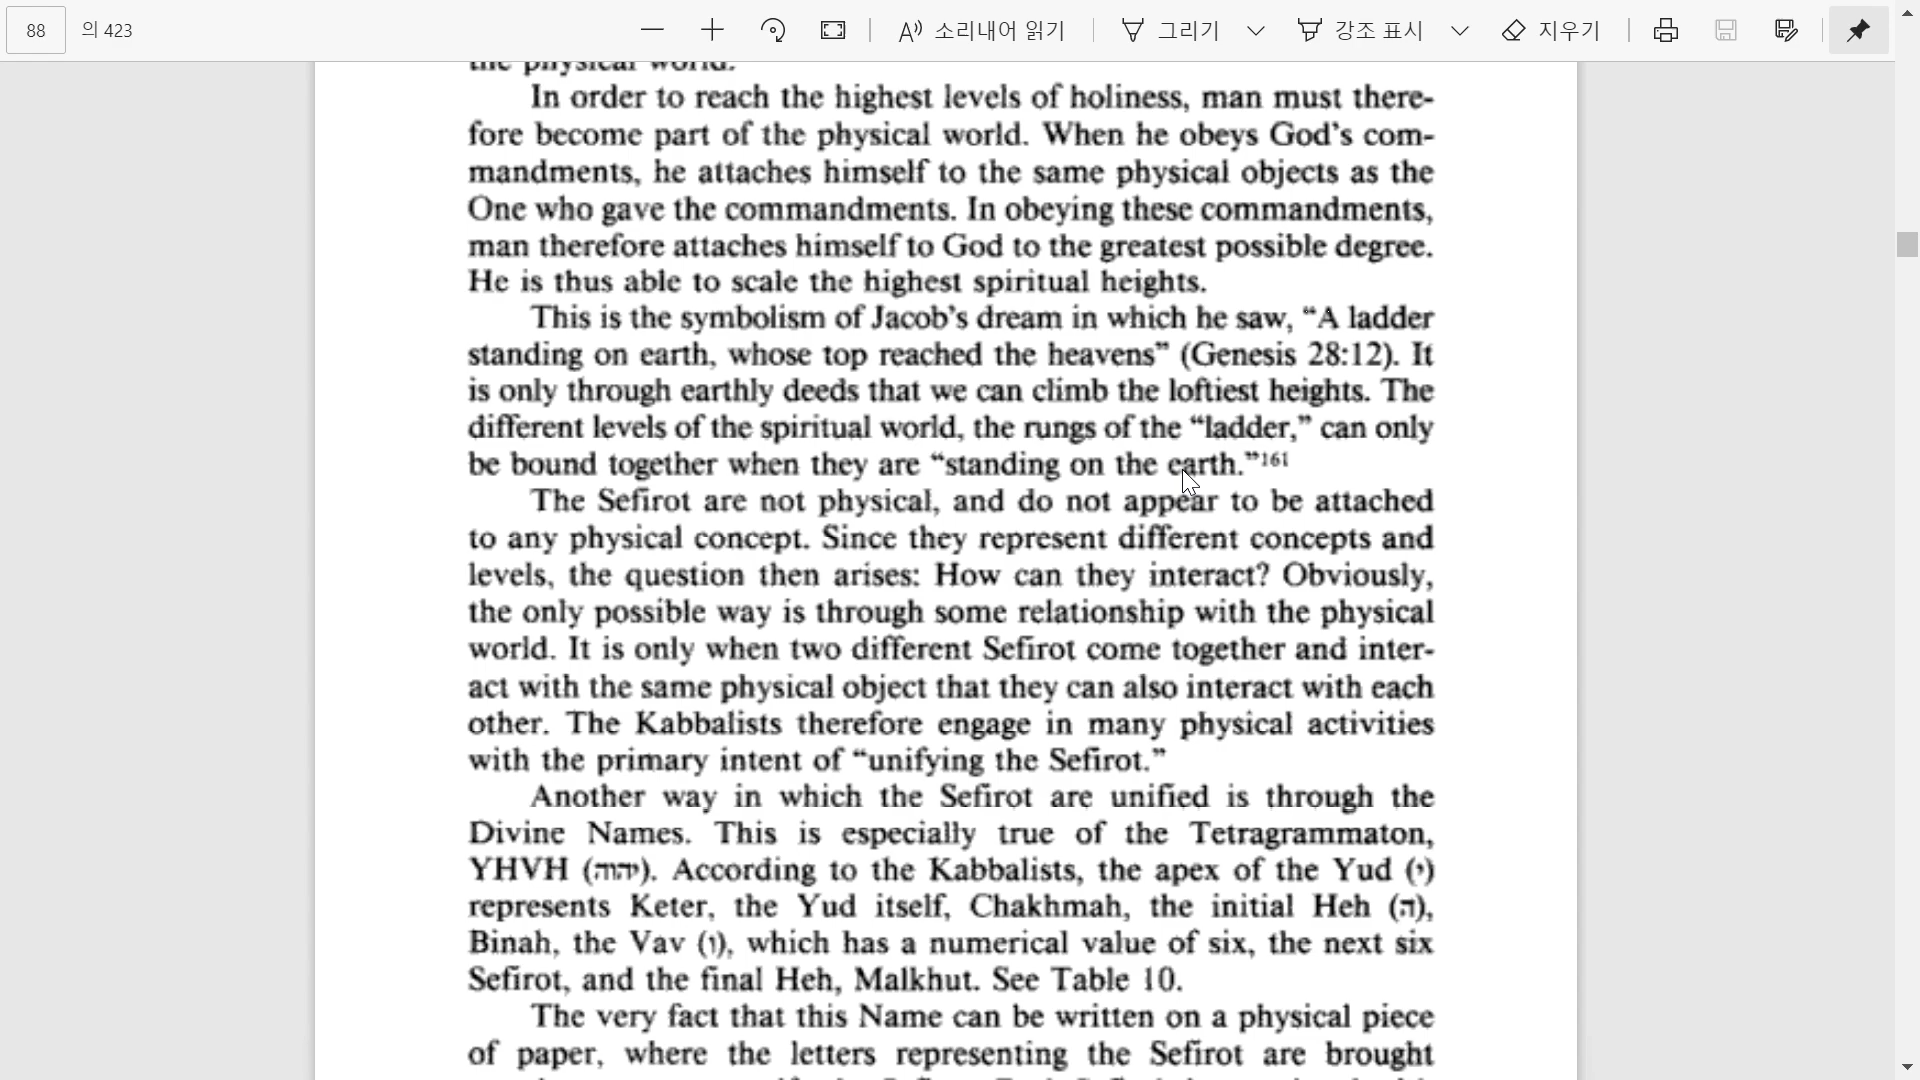 88 의 423 소리내어 읽기 그리기 강조 표시 지우기
the physical world.
In order to reach the highest levels of holiness, man must there-
fore become part of the physical world. When he obeys God's com-
mandments, he attaches himself to the same physical objects as the
One who gave the commandments. In obeying these commandments,
man therefore attaches himself to God to the greatest possible degree.
He is thus able to scale the highest spiritual heights.
This is the symbolism of Jacob's dream in which he saw, “A ladder
standing on earth, whose top reached the heavens” (Genesis 28:12). It
is only through earthly deeds that we can climb the loftiest heights. The
different levels of the spiritual world, the rungs of the “ladder,” can only
be bound together when they are “standing on the earth.”161
The Sefirot are not physical, and do not appear to be attached
to any physical concept. Since they represent different concepts and
levels, the question then arises: How can they interact? Obviously,
the only possible way is through some relationship with the physical
world. It is only when two different Sefirot come together and inter-
act with the same physical object that they can also interact with each
other. The Kabbalists therefore engage in many physical activities
with the primary intent of “unifying the Sefirot.”
Another way in which the Sefirot are unified is through the
Divine Names. This is especially true of the Tetragrammaton,
YHVH (יהוה). According to the Kabbalists, the apex of the Yud (י)
represents Keter, the Yud itself, Chakhmah, the initial Heh (ה),
Binah, the Vav (ו), which has a numerical value of six, the next six
Sefirot, and the final Heh, Malkhut. See Table 10.
The very fact that this Name can be written on a physical piece
of paper, where the letters representing the Sefirot are brought